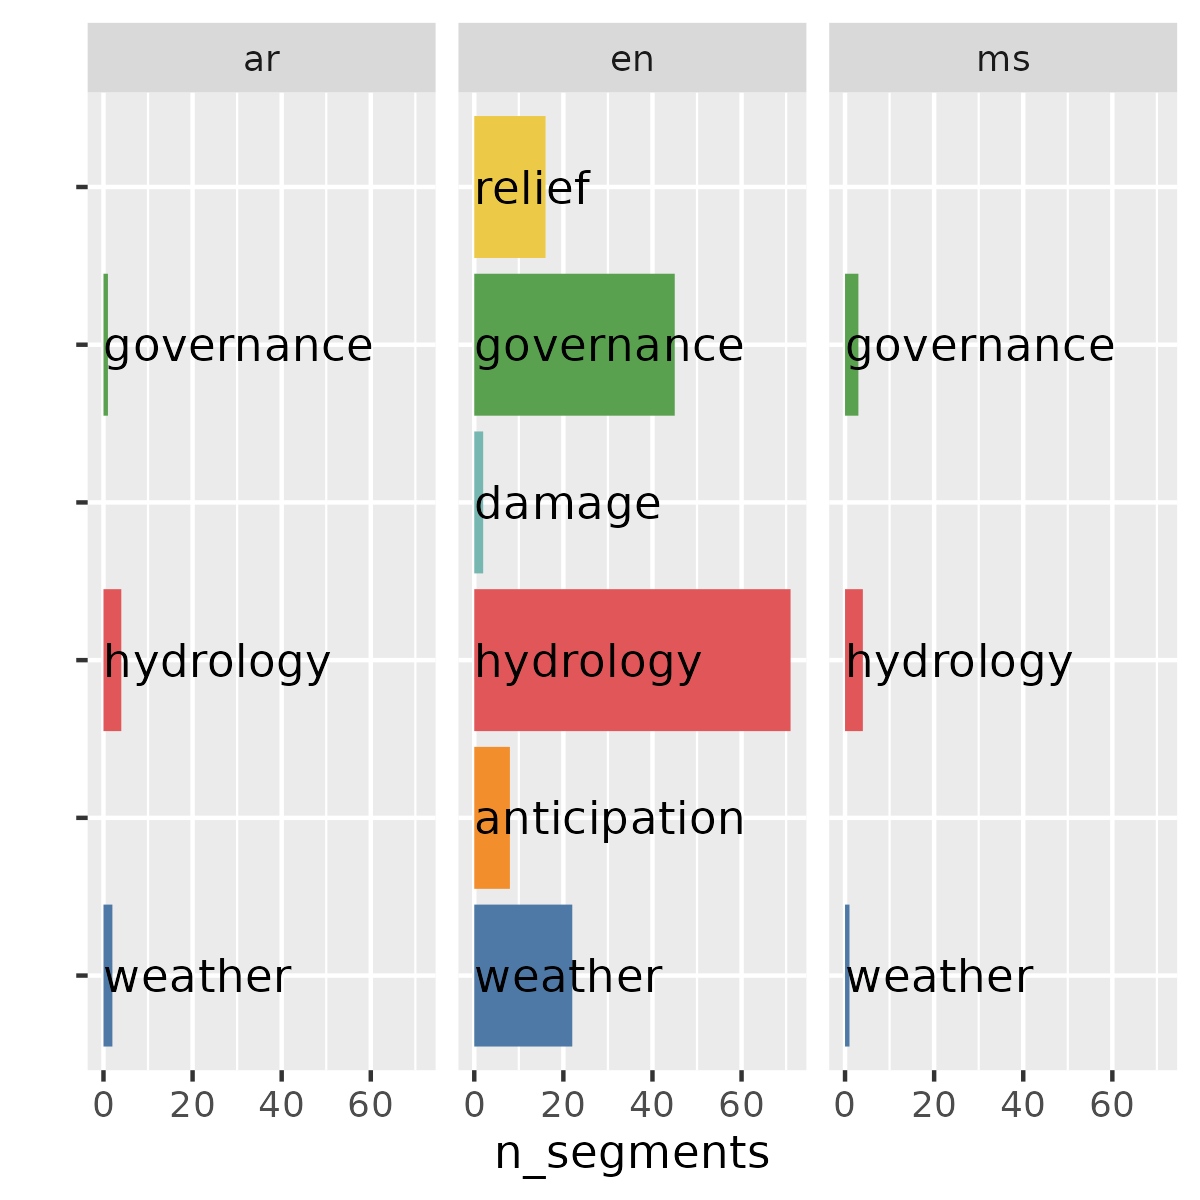 ar en ms
relief
governance governance governance
damage
hydrology hydrology hydrology
anticipation
weather weather weather
0 20 40 60 0 20 40 60 0 20 40 60
n_segments